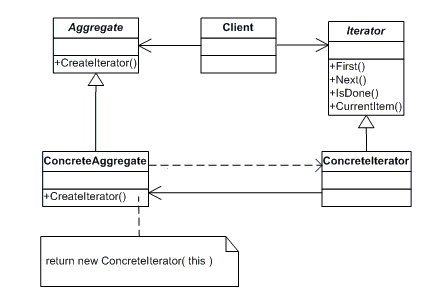 Aggregate
+CreateIterator()
Client
Iterator
+First()
+Next()
+IsDone()
+CurrentItem()
ConcreteAggregate
+CreateIterator()
ConcreteIterator
return new ConcreteIterator( this )